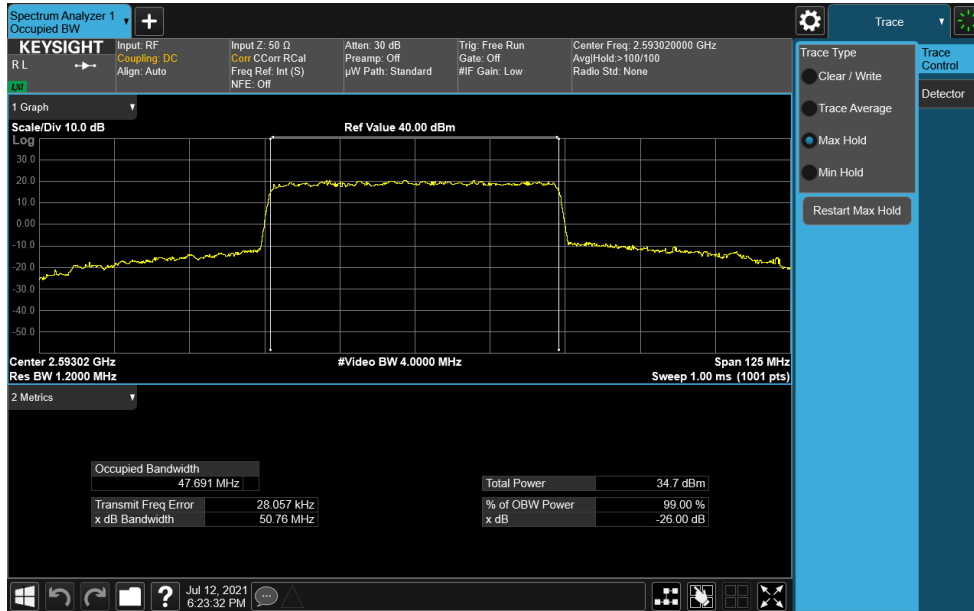 Spectrum Analyzer 1
Occupied BW
Trace
KEYSIGHT
RL
LXI
Input: RF
Coupling: DC
Align: Auto
Input Z: 50 Ω
Corr CCorr RCal
Freq Ref: Int (S)
NFE: Off
Atten: 30 dB
Preamp: Off
µW Path: Standard
Trig: Free Run
Gate: Off
#IF Gain: Low
Center Freq: 2.593020000 GHz
Avg|Hold:>100/100
Radio Std: None
Trace Type
Clear / Write
Trace Average
Max Hold
Min Hold
Restart Max Hold
Trace
Control
Detector
1 Graph
Scale/Div 10.0 dB
Ref Value 40.00 dBm
Log
30.0
20.0
10.0
0.00
-10.0
-20.0
-30.0
-40.0
-50.0
Center 2.59302 GHz
#Video BW 4.0000 MHz
Span 125 MHz
Res BW 1.2000 MHz
Sweep 1.00 ms (1001 pts)
2 Metrics
Occupied Bandwidth
47.691 MHz
Total Power 34.7 dBm
Transmit Freq Error 28.057 kHz
% of OBW Power 99.00 %
x dB Bandwidth 50.76 MHz
x dB -26.00 dB
?
Jul 12, 2021
6:23:32 PM